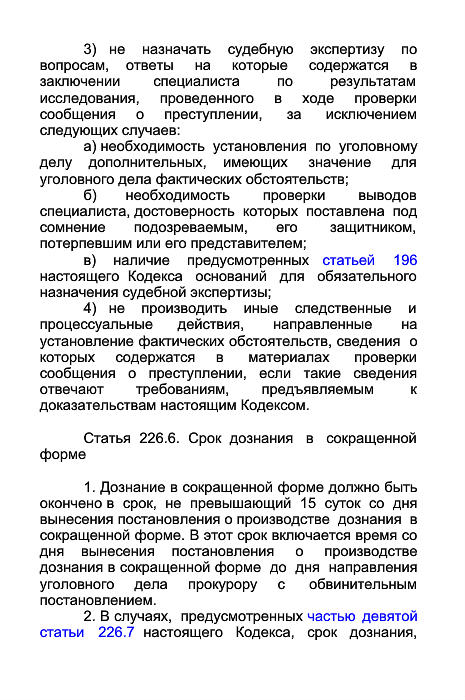 3) не назначать судебную экспертизу по
вопросам, ответы на которые содержатся в
заключении специалиста по результатам
исследования, проведенного в ходе проверки
сообщения о преступлении, за исключением
следующих случаев:
а) необходимость установления по уголовному
делу дополнительных, имеющих значение для
уголовного дела фактических обстоятельств;
б) необходимость проверки выводов
специалиста, достоверность которых поставлена под
сомнение подозреваемым, его защитником,
потерпевшим или его представителем;
в) наличие предусмотренных статьей 196
настоящего Кодекса оснований для обязательного
назначения судебной экспертизы;
4) не производить иные следственные и
процессуальные действия, направленные на
установление фактических обстоятельств, сведения о
которых содержатся в материалах проверки
сообщения о преступлении, если такие сведения
отвечают требованиям, предъявляемым к
доказательствам настоящим Кодексом.
Статья 226.6. Срок дознания в сокращенной
форме
1. Дознание в сокращенной форме должно быть
окончено в срок, не превышающий 15 суток со дня
вынесения постановления о производстве дознания в
сокращенной форме. В этот срок включается время со
дня вынесения постановления о производстве
дознания в сокращенной форме до дня направления
уголовного дела прокурору с обвинительным
постановлением.
2. В случаях, предусмотренных частью девятой
статьи 226.7 настоящего Кодекса, срок дознания,